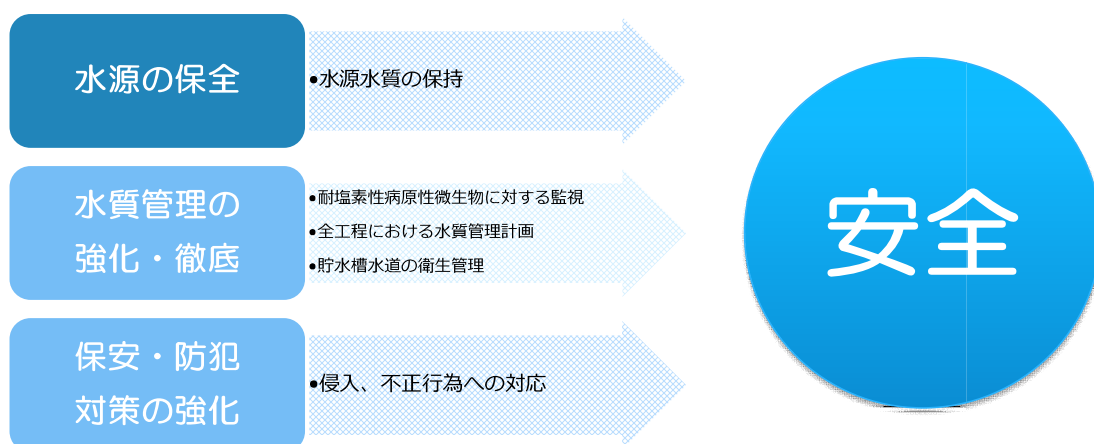 水源の保全
•水源水質の保持
水質管理の
強化・徹底
•耐塩素性病原性微生物に対する監視
•全工程における水質管理計画
•貯水槽水道の衛生管理
保安・防犯
対策の強化
•侵入、不正行為への対応
安全